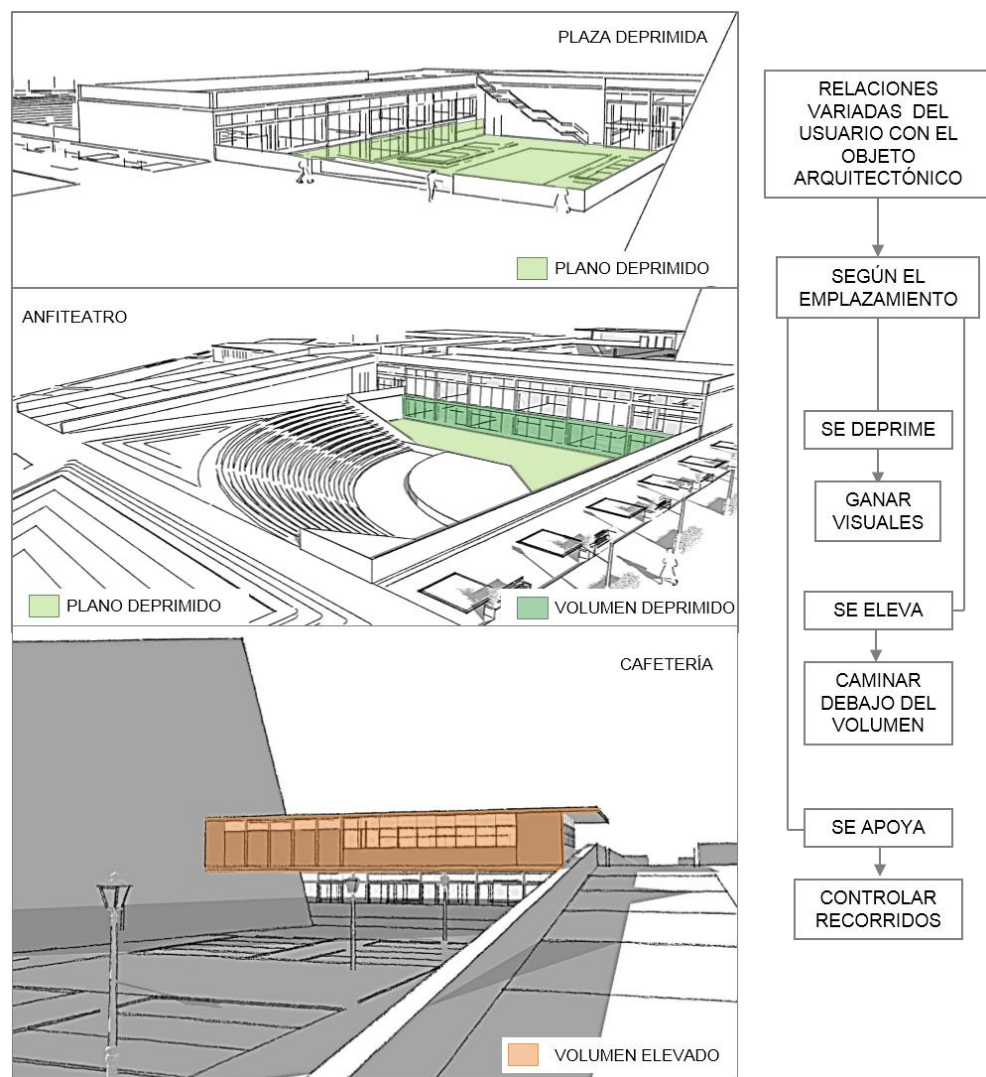 PLAZA DEPRIMIDA
PLANO DEPRIMIDO
ANFITEATRO
PLANO DEPRIMIDO
VOLUMEN DEPRIMIDO
CAFETERÍA
VOLUMEN ELEVADO
RELACIONES
VARIADAS DEL
USUARIO CON EL
OBJETO
ARQUITECTÓNICO
SEGÚN EL
EMPLAZAMIENTO
SE DEPRIME
GANAR
VISUALES
SE ELEVA
CAMINAR
DEBAJO DEL
VOLUMEN
SE APOYA
CONTROLAR
RECORRIDOS